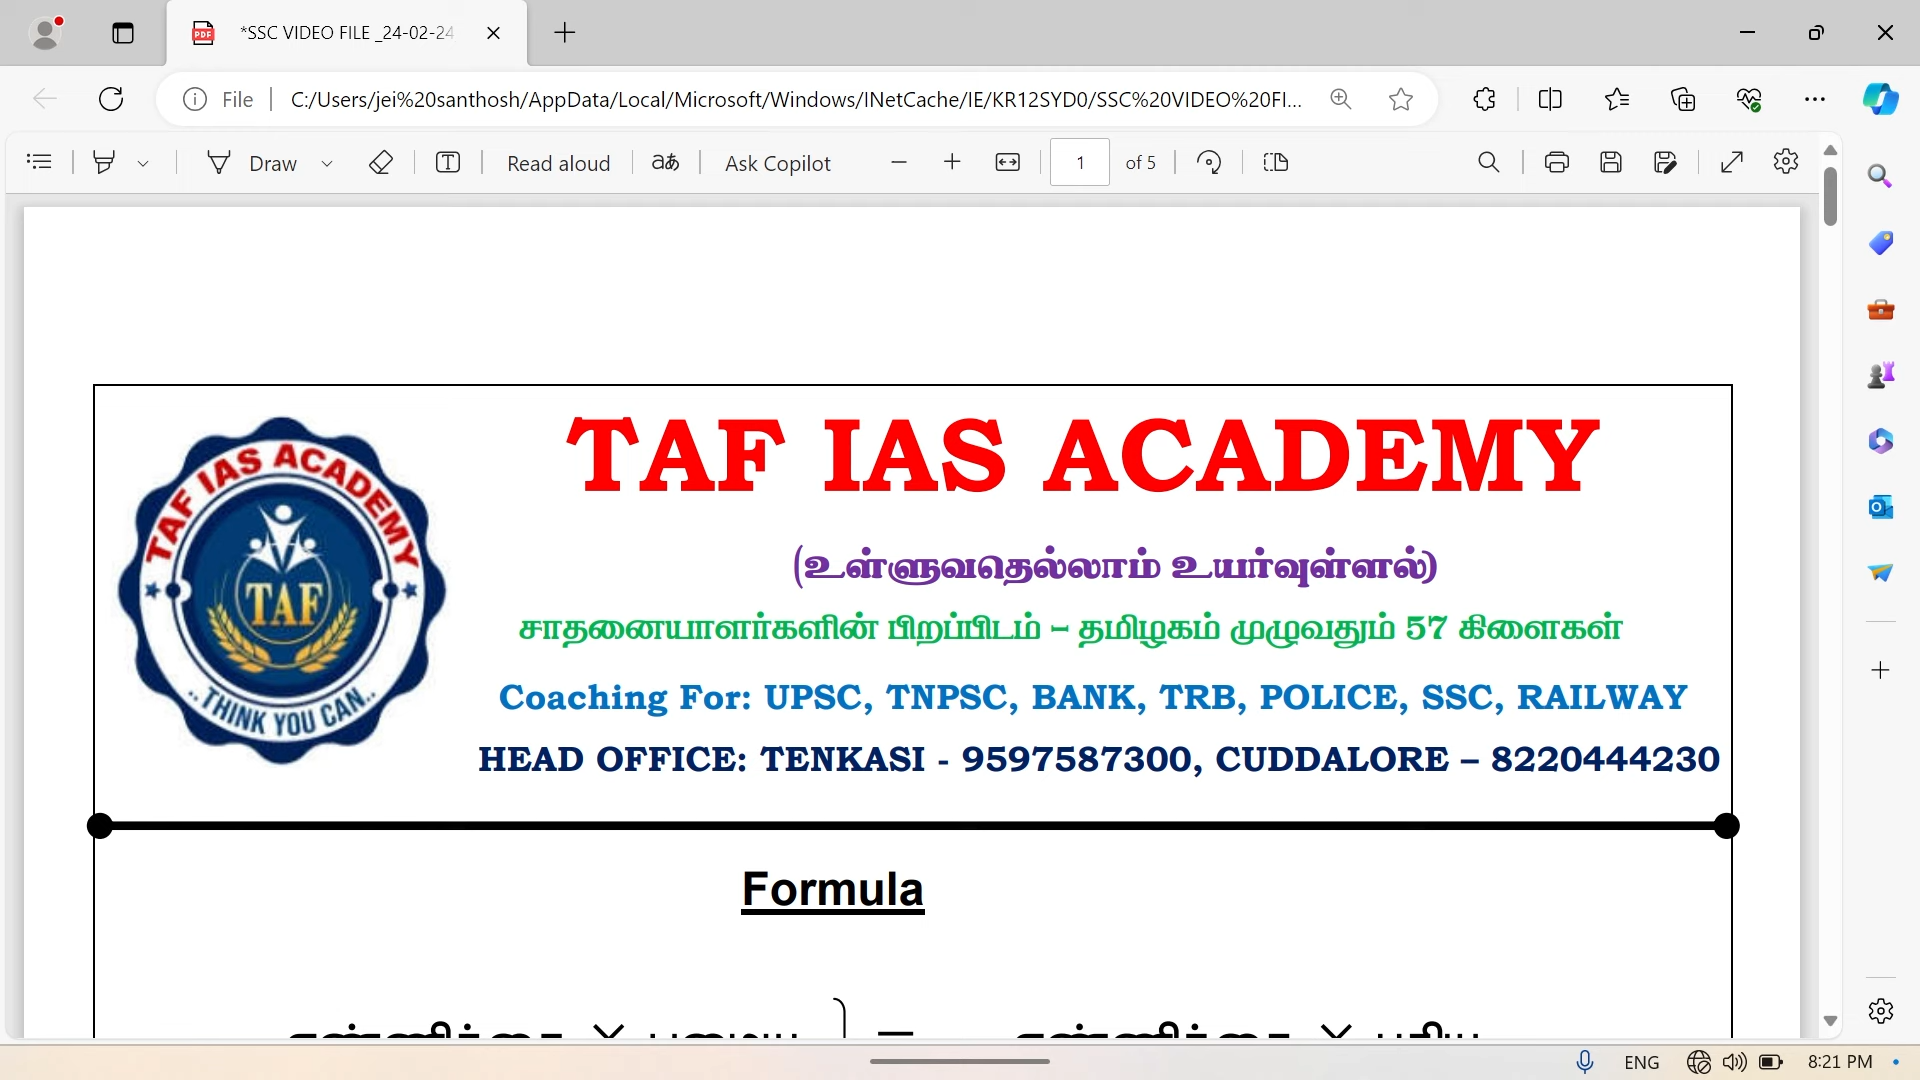 *SSC VIDEO FILE _24-02-24
File
C:/Users/jei%20santhosh/AppData/Local/Microsoft/Windows/INetCache/IE/KR12SYD0/SSC%20VIDEO%20FI...
Draw
Read aloud
aあ
Ask Copilot
1 of 5
TAF IAS ACADEMY
TAF
..THINK YOU CAN..
TAF IAS ACADEMY
(உள்ளுவதெல்லாம் உயர்வுள்ளல்)
சாதனையாளர்களின் பிறப்பிடம் – தமிழகம் முழுவதும் 57 கிளைகள்
Coaching For: UPSC, TNPSC, BANK, TRB, POLICE, SSC, RAILWAY
HEAD OFFICE: TENKASI - 9597587300, CUDDALORE – 8220444230
Formula
ENG
8:21 PM